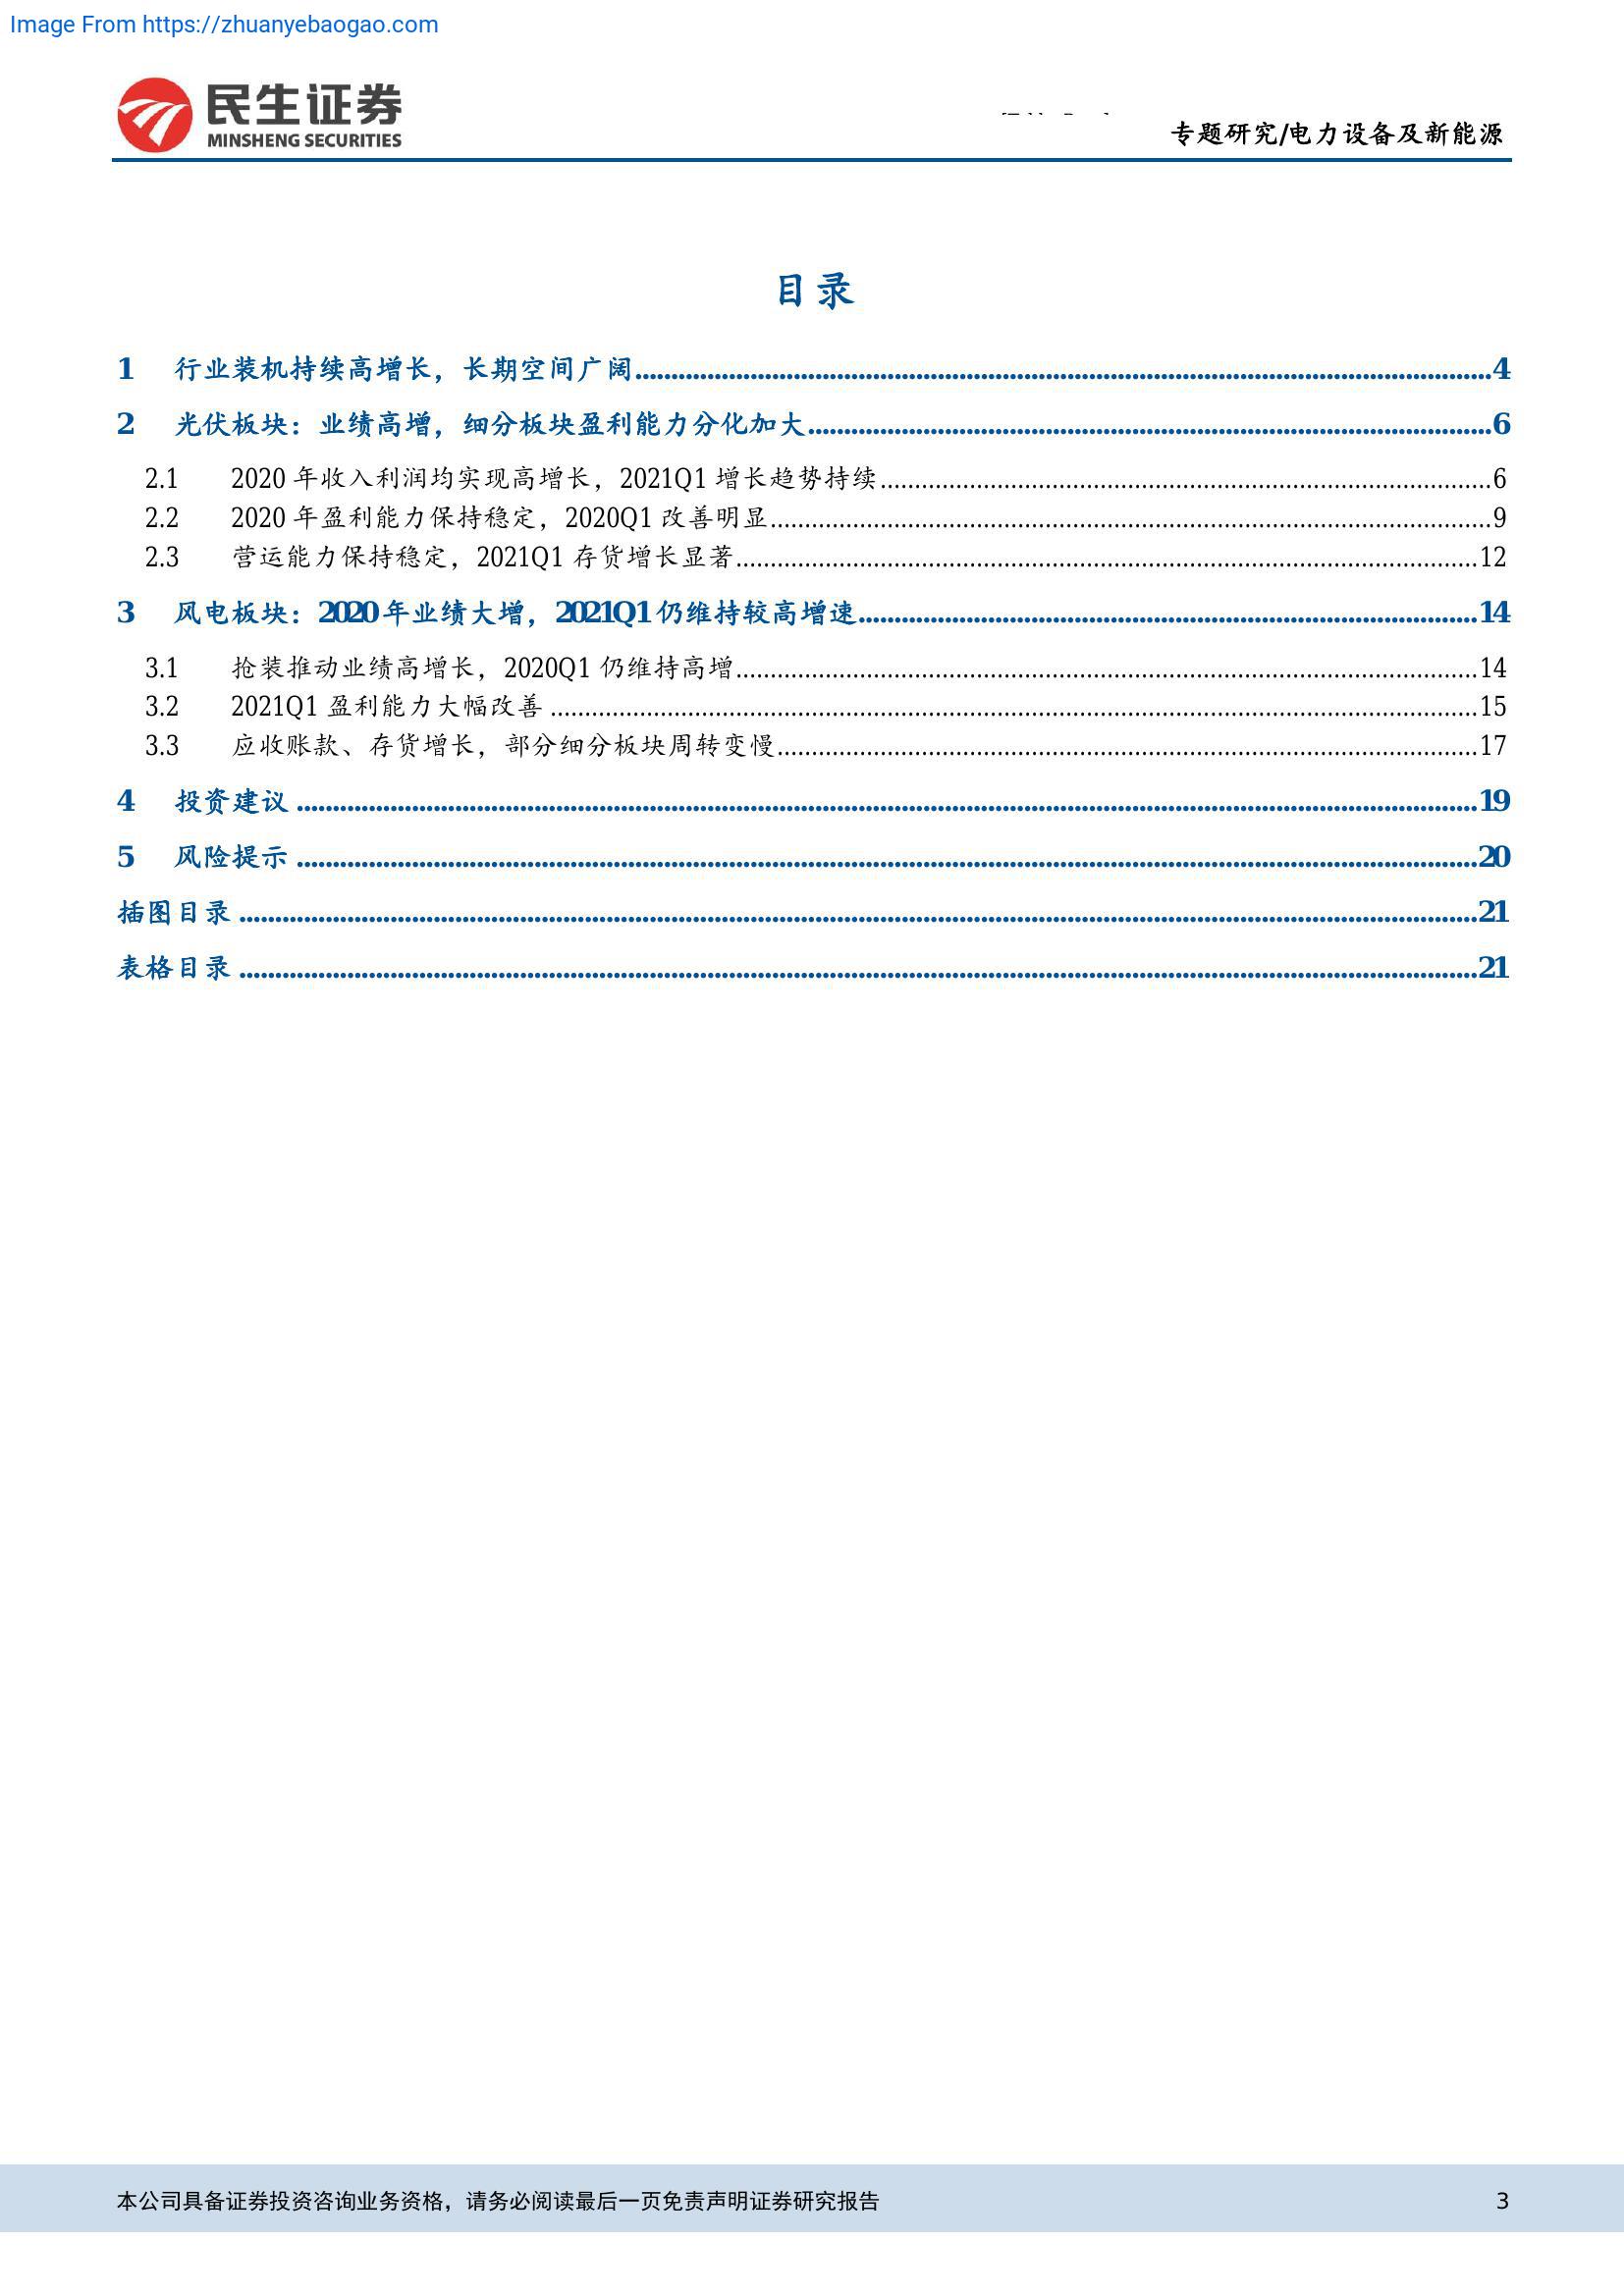 Image From https://zhuanyebaogao.com
民生证券
MINSHENG SECURITIES
专题研究/电力设备及新能源
目录
1 行业装机持续高增长，长期空间广阔........................4
2 光伏板块：业绩高增，细分板块盈利能力分化加大........................6
2.1 2020 年收入利润均实现高增长，2021Q1 增长趋势持续........................6
2.2 2020 年盈利能力保持稳定，2020Q1 改善明显........................9
2.3 营运能力保持稳定，2021Q1 存货增长显著........................12
3 风电板块：2020 年业绩大增，2021Q1 仍维持较高增速........................14
3.1 抢装推动业绩高增长，2020Q1 仍维持高增........................14
3.2 2021Q1 盈利能力大幅改善........................15
3.3 应收账款、存货增长，部分细分板块周转变慢........................17
4 投资建议........................19
5 风险提示........................20
插图目录........................21
表格目录........................21
本公司具备证券投资咨询业务资格，请务必阅读最后一页免责声明证券研究报告 3